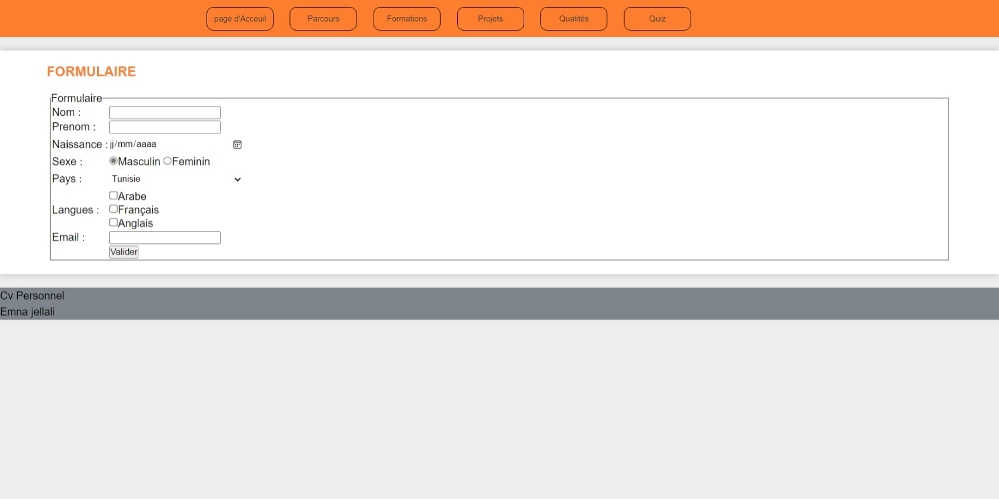 page d'Acceuil Parcours Formations Projets Qualités Quiz
FORMULAIRE
Formulaire
Nom :
Prenom :
Naissance : jj/mm/aaaa
Sexe : Masculin Feminin
Pays : Tunisie
Arabe
Langues : Français
Anglais
Email :
Valider
Cv Personnel
Emna jellali